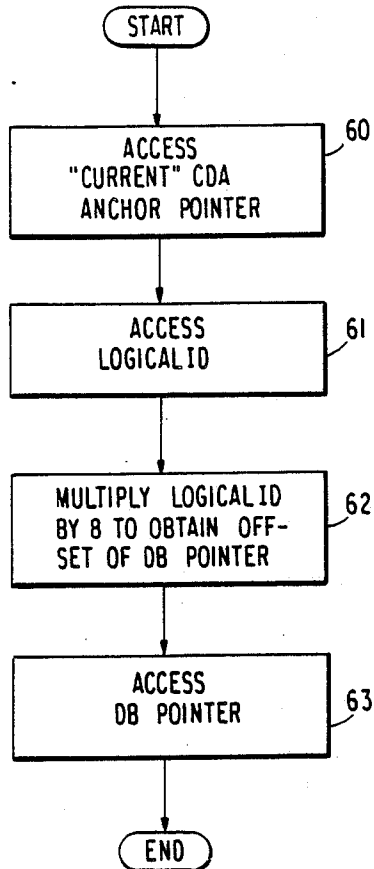 START
60
ACCESS
"CURRENT" CDA
ANCHOR POINTER
61
ACCESS
LOGICALID
62
MULTIPLY LOGICALID
BY 8 TO OBTAIN OFF-
SET OF DB POINTER
63
ACCESS
DB POINTER
END